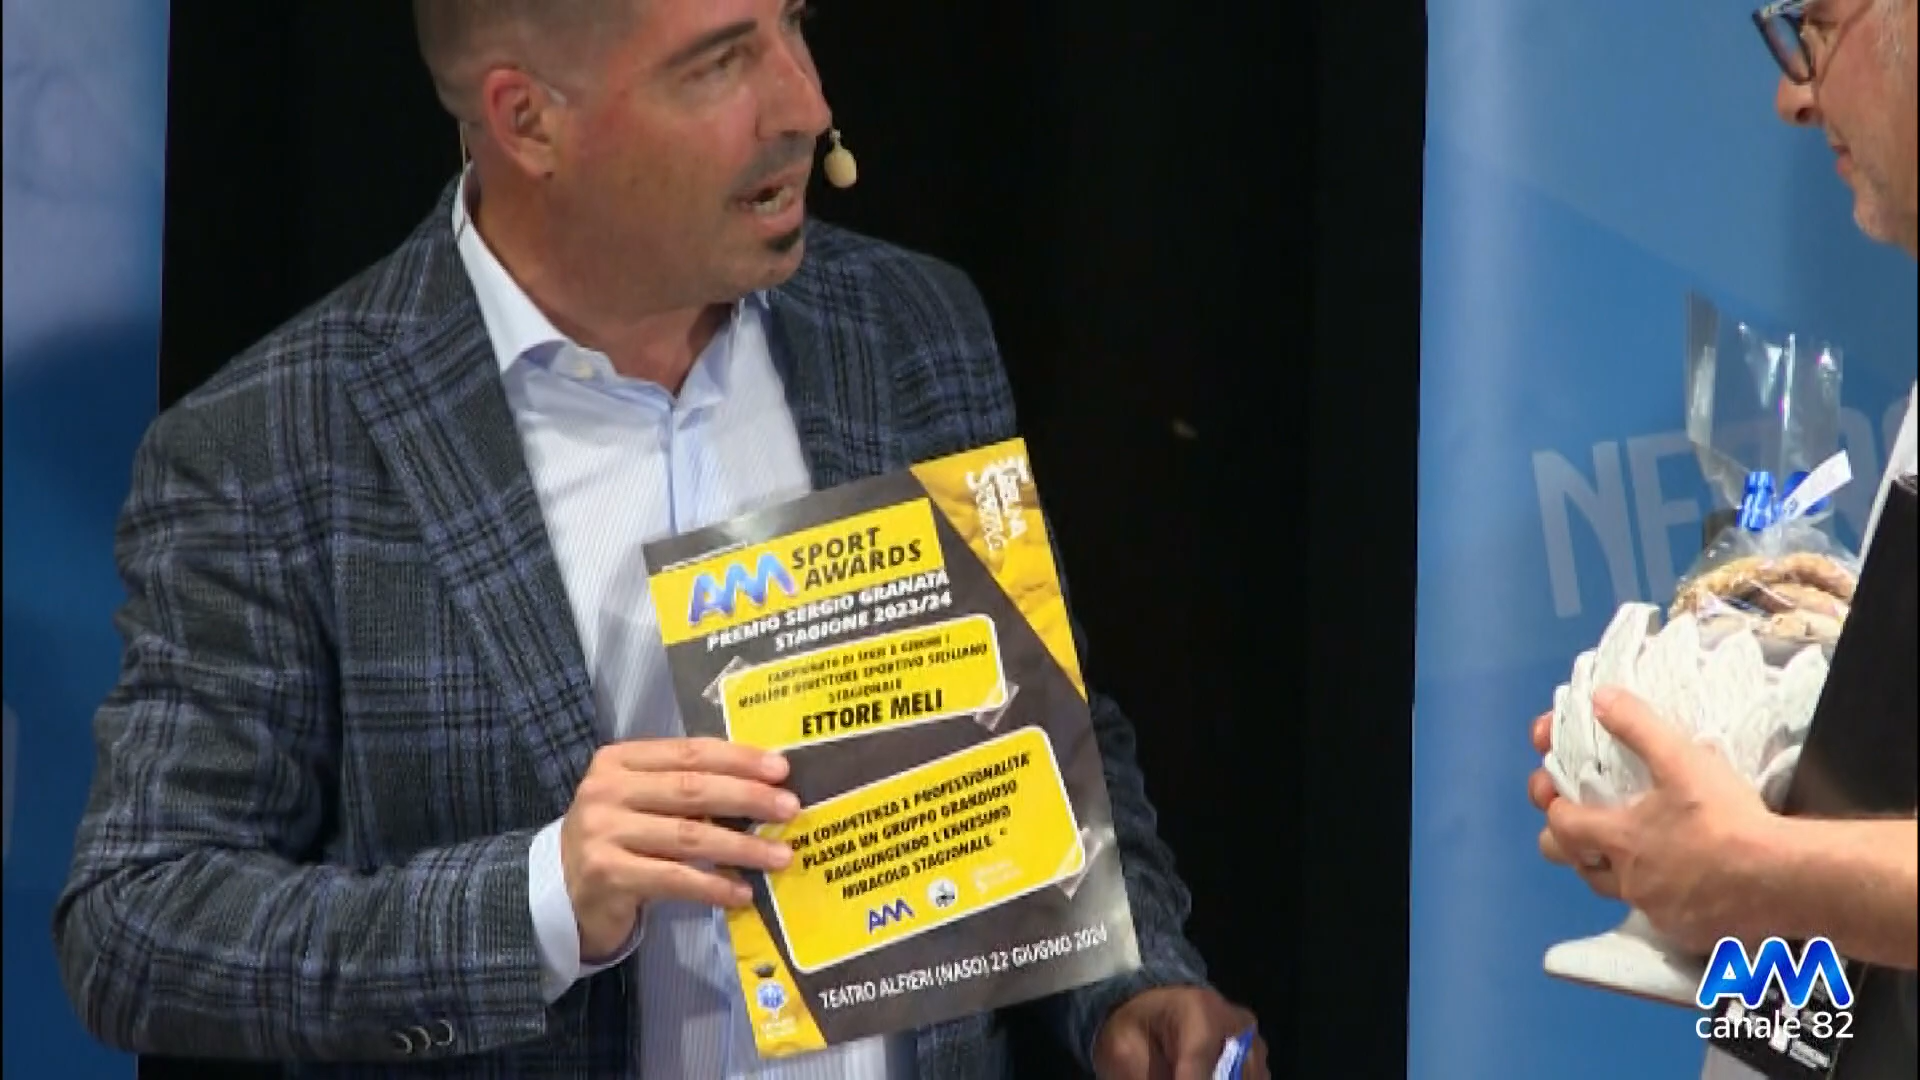 AM SPORT
AWARDS
PREMIO SERGIO GRANATA
STAGIONE 2023/24
CAMPIONATO DI SERIE D GIRONE I
MIGLIOR DIRETTORE SPORTIVO SICILIANO
STAGIONALE
ETTORE MELI
ON COMPETENZA E PROFESSIONALITA'
PLASMA UN GRUPPO GRANDIOSO
RAGGIUNGENDO L'ENNESIMO
MIRACOLO STAGIONALE "
AM
TEATRO ALFIERI (NASO) 22 GIUGNO 2024
AM
canale 82